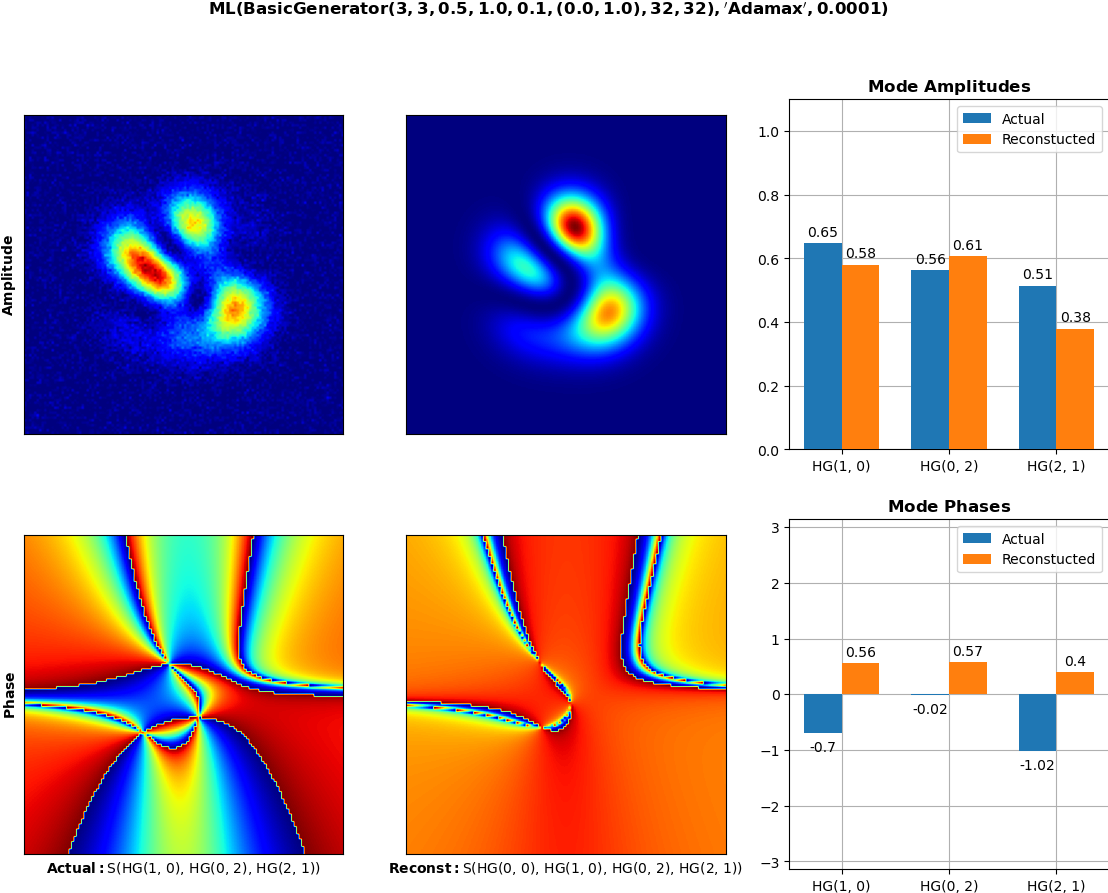 ML(BasicGenerator(3, 3, 0.5, 1.0, 0.1, (0.0, 1.0), 32, 32), 'Adamax', 0.0001)
Amplitude
Mode Amplitudes
Actual
Reconstucted
1.0
0.8
0.6
0.4
0.2
0.0
0.65
0.58
0.56
0.61
0.51
0.38
HG(1, 0)
HG(0, 2)
HG(2, 1)
Phase
Actual: S(HG(1, 0), HG(0, 2), HG(2, 1))
Reconst: S(HG(0, 0), HG(1, 0), HG(0, 2), HG(2, 1))
Mode Phases
Actual
Reconstucted
3
2
1
0
−1
−2
−3
-0.7
0.56
-0.02
0.57
-1.02
0.4
HG(1, 0)
HG(0, 2)
HG(2, 1)